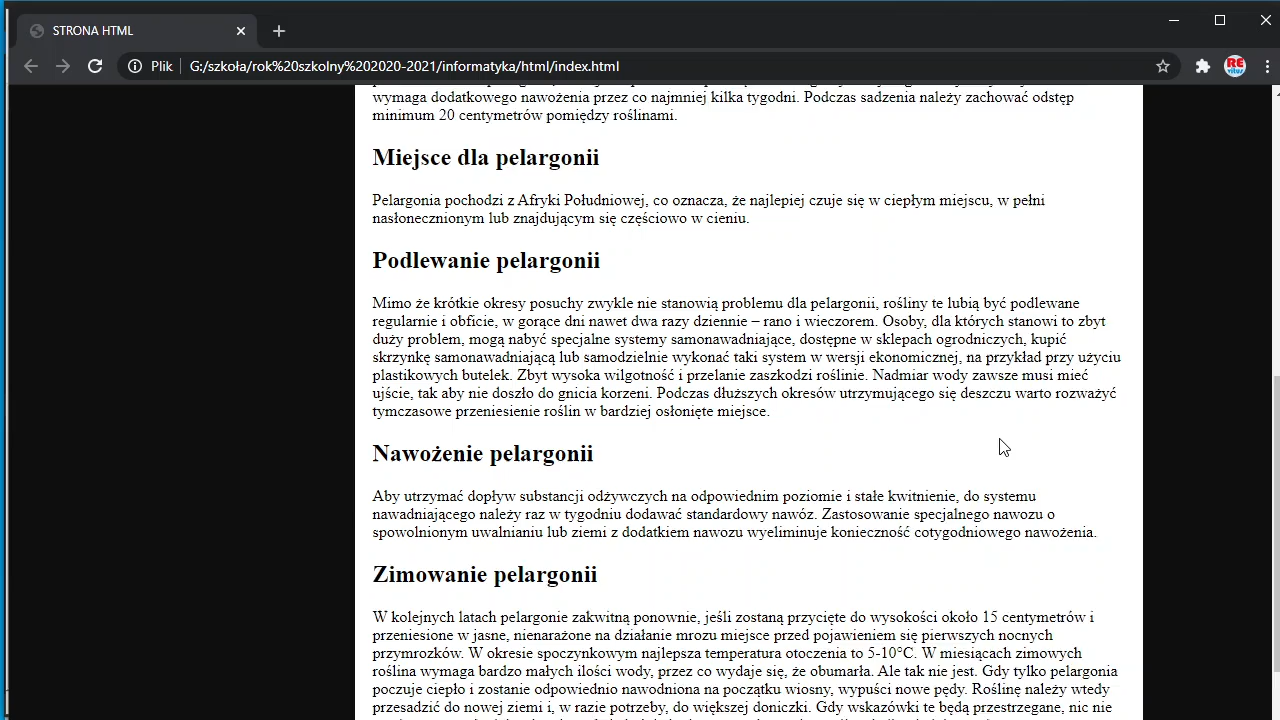 STRONA HTML
Plik G:/szkoła/rok%20szkolny%202020-2021/informatyka/html/index.html
RE
wymaga dodatkowego nawożenia przez co najmniej kilka tygodni. Podczas sadzenia należy zachować odstęp
minimum 20 centymetrów pomiędzy roślinami.
Miejsce dla pelargonii
Pelargonia pochodzi z Afryki Południowej, co oznacza, że najlepiej czuje się w ciepłym miejscu, w pełni
nasłonecznionym lub znajdującym się częściowo w cieniu.
Podlewanie pelargonii
Mimo że krótkie okresy posuchy zwykle nie stanowią problemu dla pelargonii, rośliny te lubią być podlewane
regularnie i obficie, w gorące dni nawet dwa razy dziennie – rano i wieczorem. Osoby, dla których stanowi to zbyt
duży problem, mogą nabyć specjalne systemy samonawadniające, dostępne w sklepach ogrodniczych, kupić
skrzynkę samonawadniającą lub samodzielnie wykonać taki system w wersji ekonomicznej, na przykład przy użyciu
plastikowych butelek. Zbyt wysoka wilgotność i przelanie zaszkodzi roślinie. Nadmiar wody zawsze musi mieć
ujście, tak aby nie doszło do gnicia korzeni. Podczas dłuższych okresów utrzymującego się deszczu warto rozważyć
tymczasowe przeniesienie roślin w bardziej osłonięte miejsce.
Nawożenie pelargonii
Aby utrzymać dopływ substancji odżywczych na odpowiednim poziomie i stałe kwitnienie, do systemu
nawadniającego należy raz w tygodniu dodawać standardowy nawóz. Zastosowanie specjalnego nawozu o
spowolnionym uwalnianiu lub ziemi z dodatkiem nawozu wyeliminuje konieczność cotygodniowego nawożenia.
Zimowanie pelargonii
W kolejnych latach pelargonie zakwitną ponownie, jeśli zostaną przycięte do wysokości około 15 centymetrów i
przeniesione w jasne, nienarażone na działanie mrozu miejsce przed pojawieniem się pierwszych nocnych
przymrozków. W okresie spoczynkowym najlepsza temperatura otoczenia to 5-10°C. W miesiącach zimowych
roślina wymaga bardzo małych ilości wody, przez co wydaje się, że obumarła. Ale tak nie jest. Gdy tylko pelargonia
poczuje ciepło i zostanie odpowiednio nawodniona na początku wiosny, wypuści nowe pędy. Roślinę należy wtedy
przesadzić do nowej ziemi i, w razie potrzeby, do większej doniczki. Gdy wskazówki te będą przestrzegane, nic nie